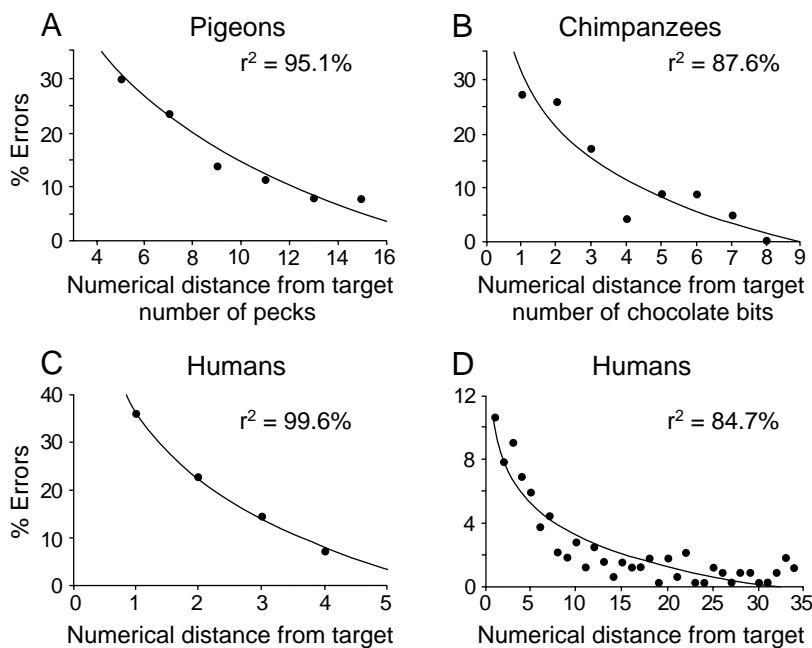 A
Pigeons
r² = 95.1%
% Errors
30
20
10
0
4 6 8 10 12 14 16
Numerical distance from target
number of pecks
B
Chimpanzees
r² = 87.6%
30
20
10
0
0 1 2 3 4 5 6 7 8 9
Numerical distance from target
number of chocolate bits
C
Humans
r² = 99.6%
% Errors
40
30
20
10
0
0 1 2 3 4 5
Numerical distance from target
D
Humans
r² = 84.7%
12
8
4
0
0 5 10 15 20 25 30 35
Numerical distance from target